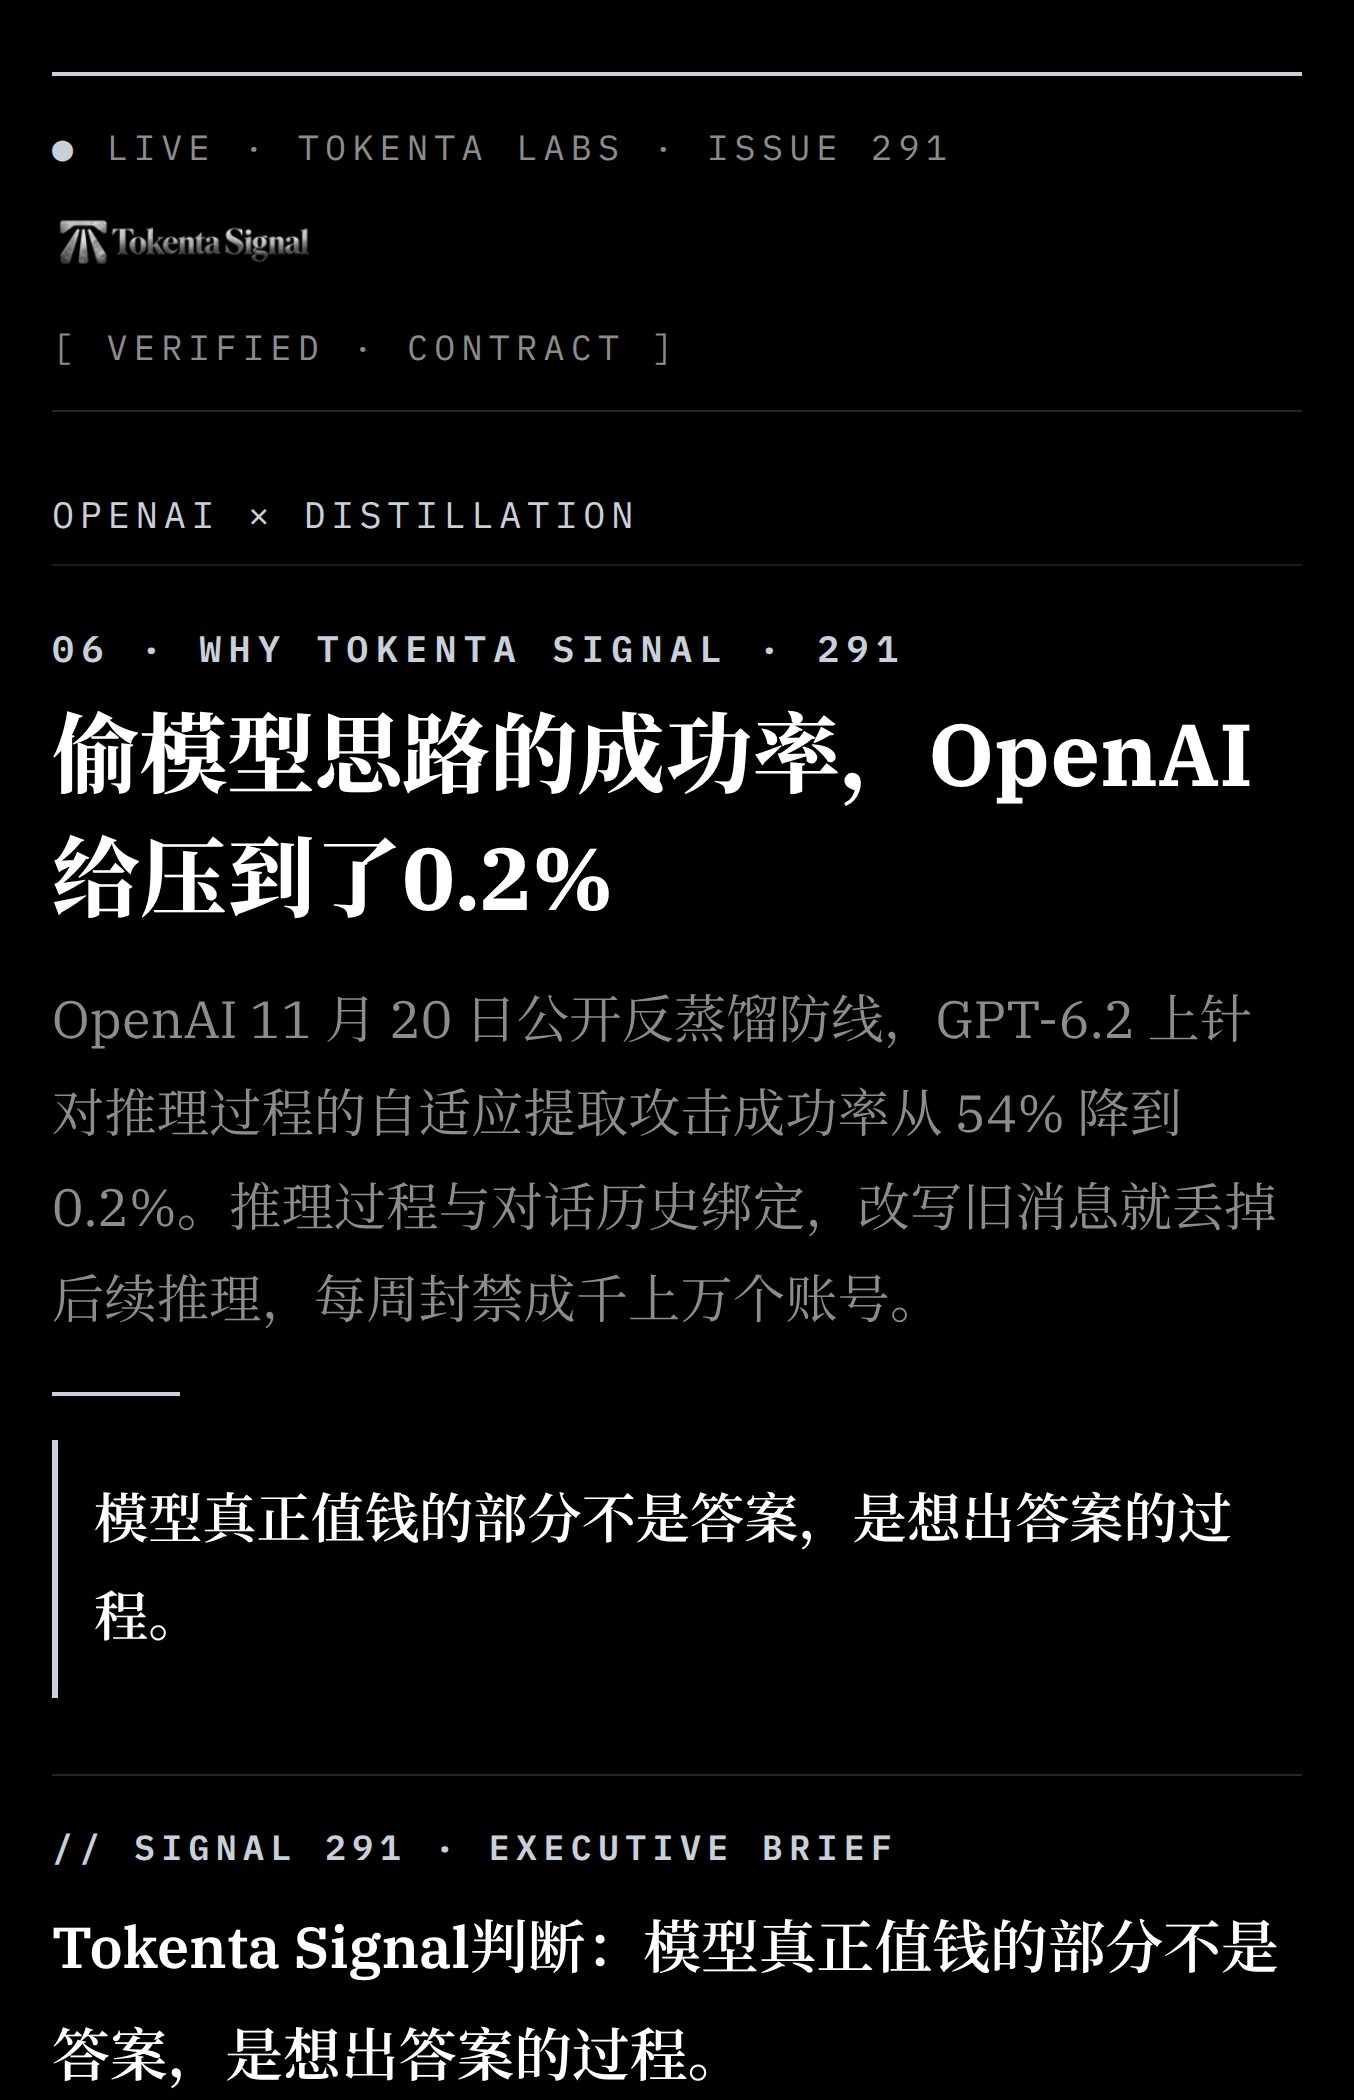 ● LIVE · TOKENTA LABS · ISSUE 291
Tokenta Signal
[ VERIFIED · CONTRACT ]
OPENAI × DISTILLATION
06 · WHY TOKENTA SIGNAL · 291
偷模型思路的成功率，OpenAI
给压到了0.2%
OpenAI 11 月 20 日公开反蒸馏防线，GPT-6.2 上针
对推理过程的自适应提取攻击成功率从 54% 降到
0.2%。推理过程与对话历史绑定，改写旧消息就丢掉
后续推理，每周封禁成千上万个账号。
模型真正值钱的部分不是答案，是想出答案的过
程。
// SIGNAL 291 · EXECUTIVE BRIEF
Tokenta Signal判断：模型真正值钱的部分不是
答案，是想出答案的过程。